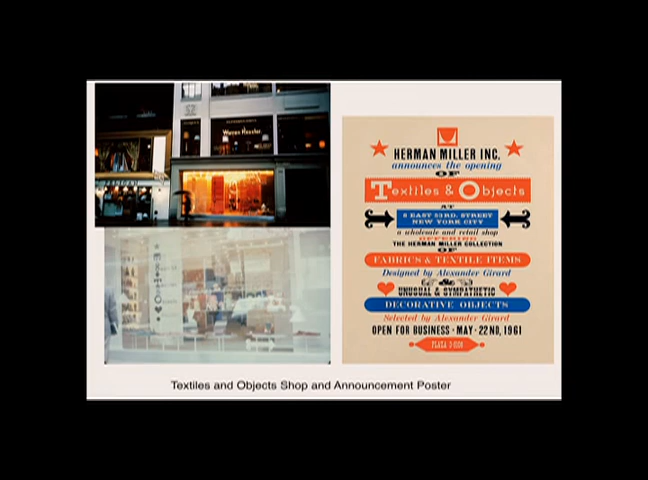 HERMAN MILLER INC.
announces the opening
OF
Textiles & Objects
AT
8 EAST 53RD. STREET
NEW YORK CITY
a wholesale and retail shop
OFFERING
THE HERMAN MILLER COLLECTION
OF
FABRICS & TEXTILE ITEMS
Designed by Alexander Girard
&
UNUSUAL & SYMPATHETIC
DECORATIVE OBJECTS
Selected by Alexander Girard
OPEN FOR BUSINESS · MAY · 22ND, 1961
Textiles and Objects Shop and Announcement Poster